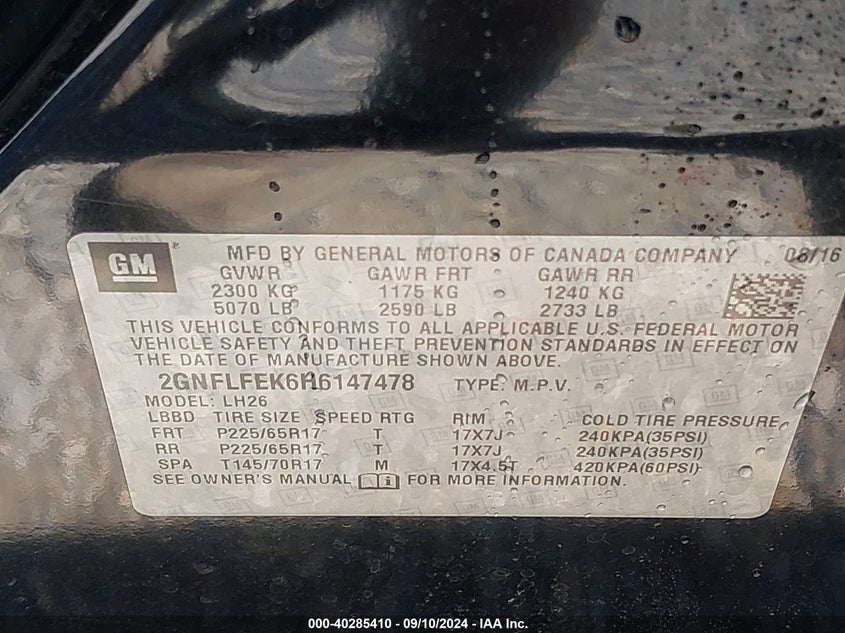 GM ® MFD BY GENERAL MOTORS OF CANADA COMPANY 08/16
GVWR GAWR FRT GAWR RR
2300 KG 1175 KG 1240 KG
5070 LB 2590 LB 2733 LB
THIS VEHICLE CONFORMS TO ALL APPLICABLE U.S. FEDERAL MOTOR
VEHICLE SAFETY AND THEFT PREVENTION STANDARDS IN EFFECT ON
THE DATE OF MANUFACTURE SHOWN ABOVE.
2GNFLFEK6H6147478 TYPE: M.P.V.
MODEL: LH26
LBBD TIRE SIZE SPEED RTG RIM COLD TIRE PRESSURE
FRT P225/65R17 T 17X7J 240KPA(35PSI)
RR P225/65R17 T 17X7J 240KPA(35PSI)
SPA T145/70R17 M 17X4.5T 420KPA(60PSI)
SEE OWNER'S MANUAL FOR MORE INFORMATION.
000-40285410 - 09/10/2024 - IAA Inc.